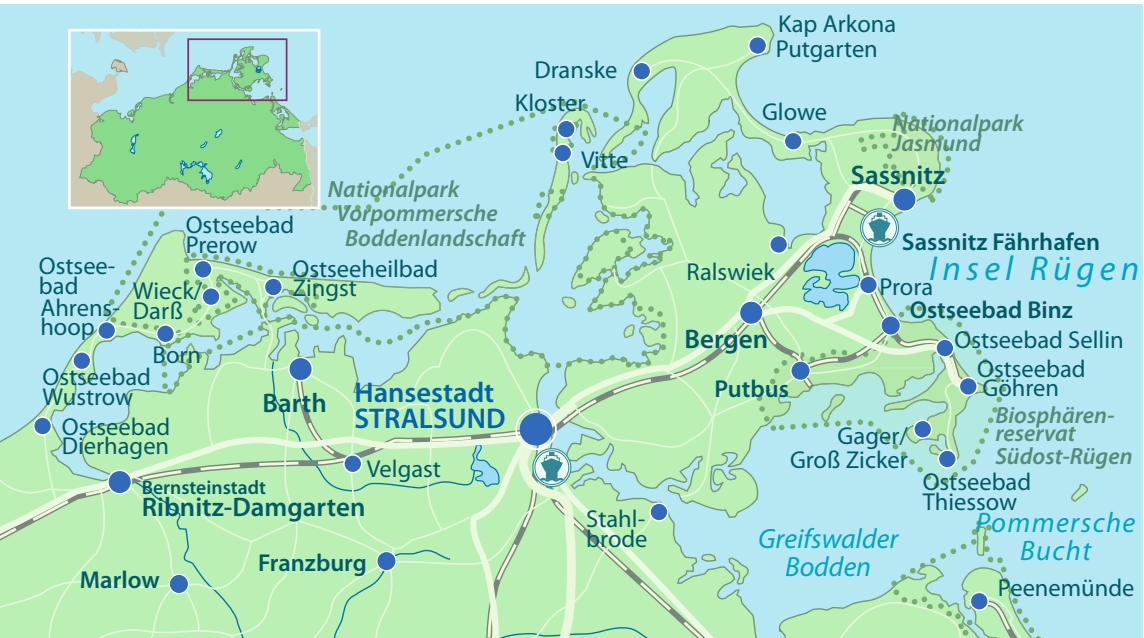 Kap Arkona
Putgarten
Dranske
Kloster
Glowe
Nationalpark
Jasmund
Vitte
Sassnitz
Nationalpark
Vorpommersche
Boddenlandschaft
Ostseebad
Prerow
Sassnitz Fährhafen
Insel Rügen
Ralswiek
Ostsee-
bad
Ahrens-
hoop
Wieck/
Darß
Ostseeheilbad
Zingst
Prora
Ostseebad Binz
Bergen
Ostseebad Sellin
Born
Ostseebad
Wustrow
Ostseebad
Göhren
Putbus
Barth
Hansestadt
STRALSUND
Biosphären-
reservat
Südost-Rügen
Ostseebad
Dierhagen
Gager/
Groß Zicker
Velgast
Ostseebad
Thiessow
Bernsteinstadt
Ribnitz-Damgarten
Stahl-
brode
Greifswalder
Bodden
Pommersche
Bucht
Franzburg
Marlow
Peenemünde